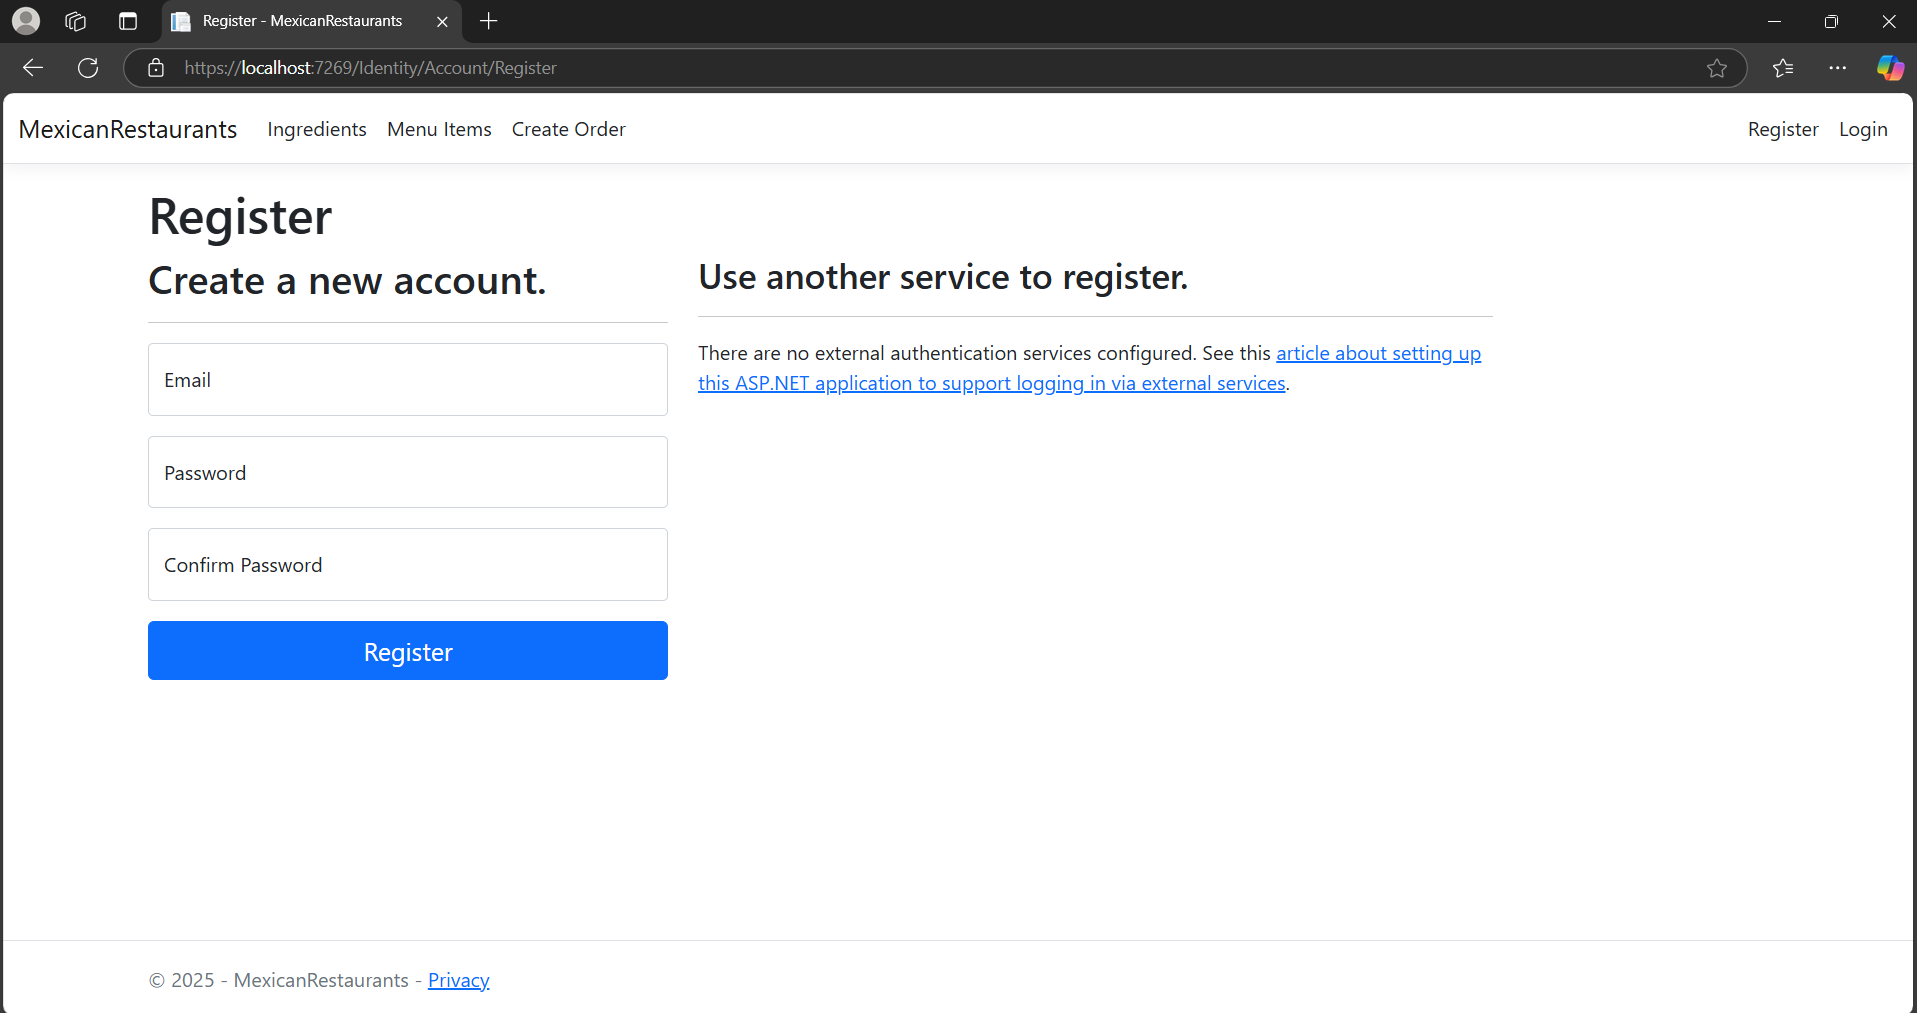 Register - MexicanRestaurants
https://localhost:7269/Identity/Account/Register
MexicanRestaurants Ingredients Menu Items Create Order Register Login
Register
Create a new account.
Email
Password
Confirm Password
Register
Use another service to register.
There are no external authentication services configured. See this article about setting up
this ASP.NET application to support logging in via external services.
© 2025 - MexicanRestaurants - Privacy